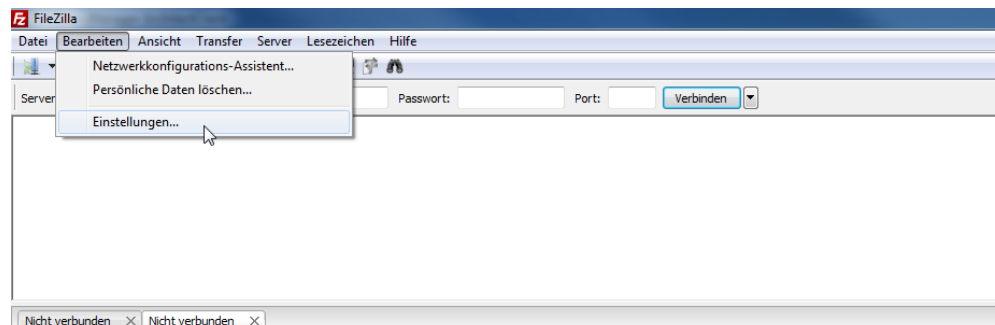 FileZilla
Datei Bearbeiten Ansicht Transfer Server Lesezeichen Hilfe
Netzwerkkonfigurations-Assistent...
Persönliche Daten löschen...
Server Passwort: Port: Verbinden
Einstellungen...
Nicht verbunden Nicht verbunden